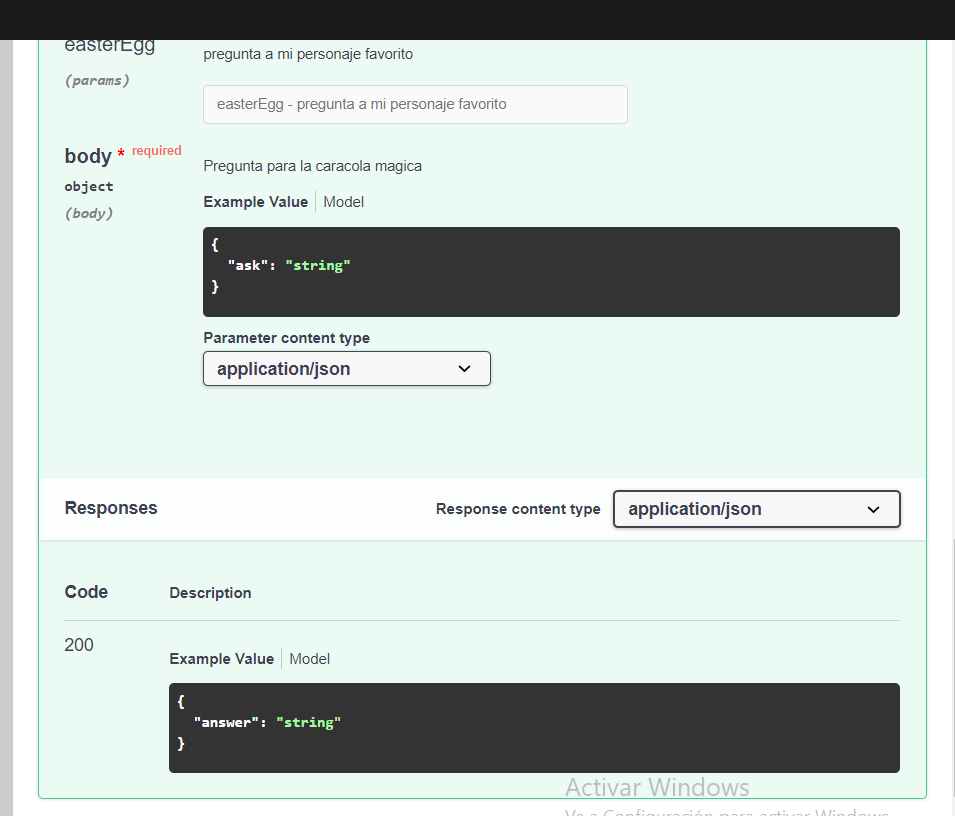 easterEgg
pregunta a mi personaje favorito
(params)
easterEgg - pregunta a mi personaje favorito
body * required
Pregunta para la caracola magica
object
(body)
Example Value | Model
{
"ask": "string"
}
Parameter content type
application/json
Responses
Response content type
application/json
Code
Description
200
Example Value | Model
{
"answer": "string"
}
Activar Windows
Ve a Configuración para activar Windows.